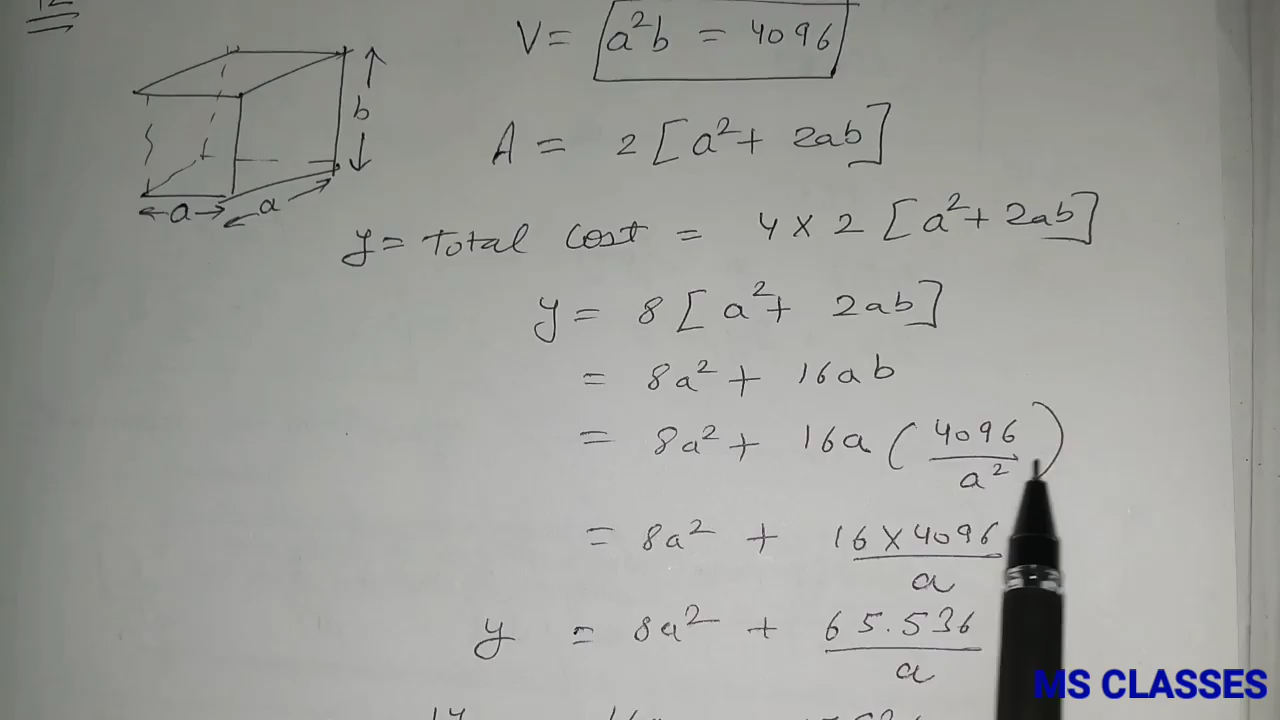 12
V = a²b = 4096
A = 2 [a² + 2ab]
b
a a
y = Total Cost = 4 × 2 [a² + 2ab]
y = 8 [a² + 2ab]
= 8a² + 16ab
= 8a² + 16a (4096/a²)
= 8a² + 16×4096/a
y = 8a² + 65.536/a
MS CLASSES